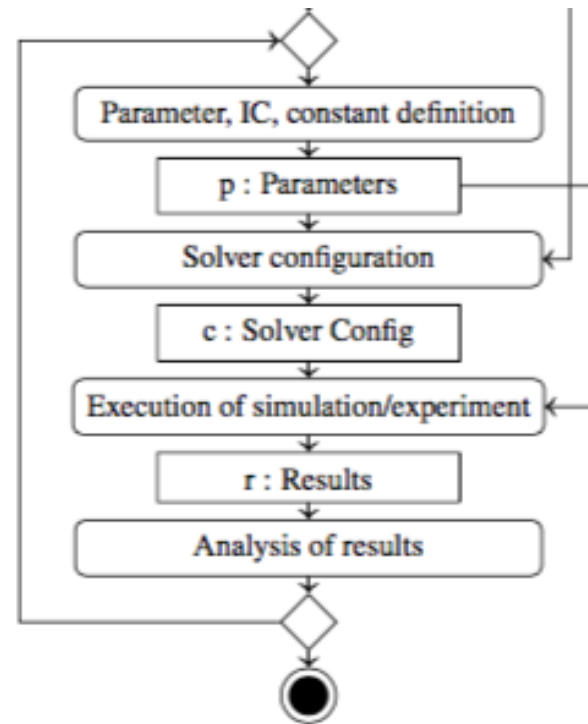 Parameter, IC, constant definition
p : Parameters
Solver configuration
c : Solver Config
Execution of simulation/experiment
r : Results
Analysis of results